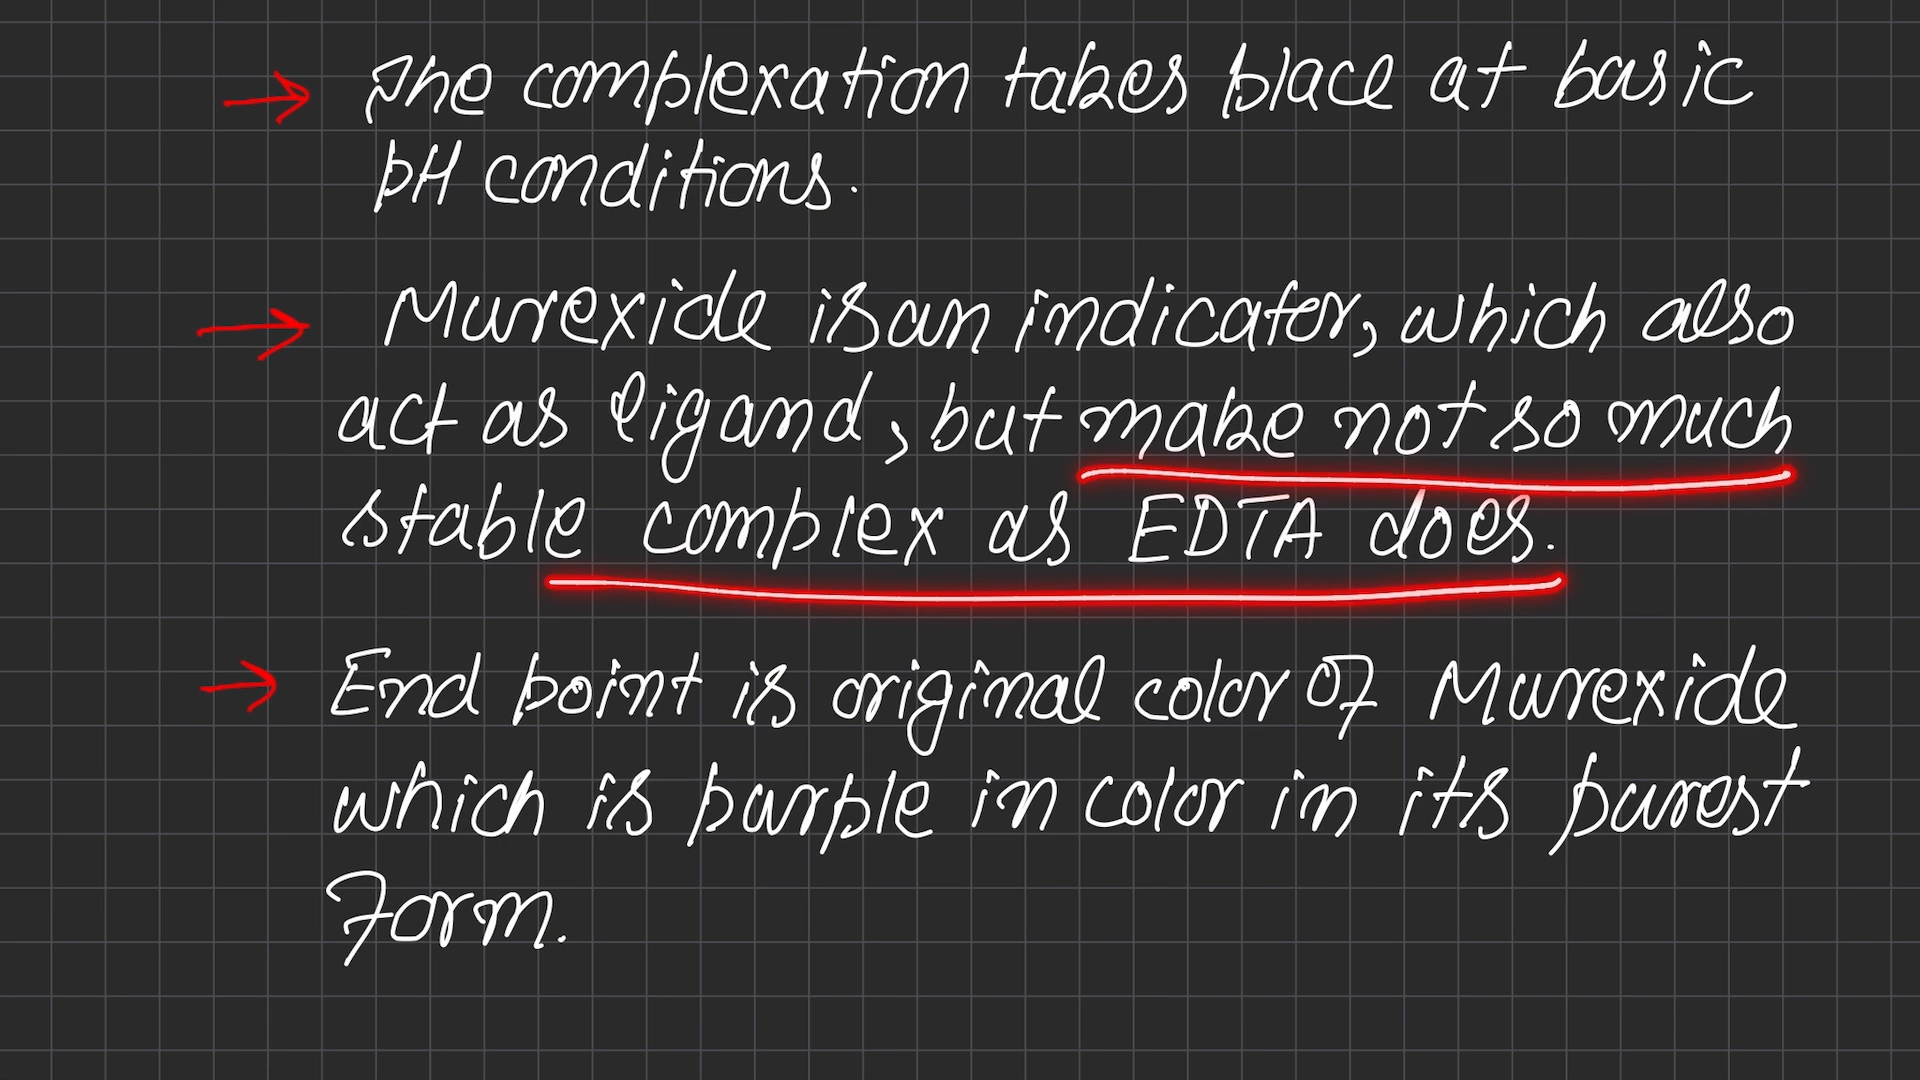 The complexation takes place at basic
pH conditions.
Murexide is an indicator, which also
act as ligand, but make not so much
stable complex as EDTA does.
End point is original color of Murexide
which is purple in color in its purest
Form.